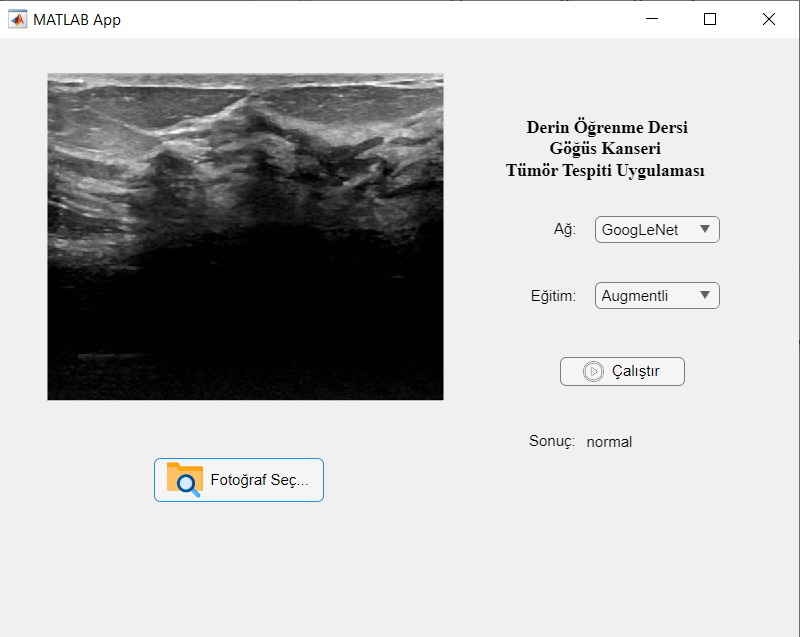 MATLAB App
Derin Öğrenme Dersi
Göğüs Kanseri
Tümör Tespiti Uygulaması
Ağ: GoogLeNet
Eğitim: Augmentli
Çalıştır
Sonuç: normal
Fotoğraf Seç...